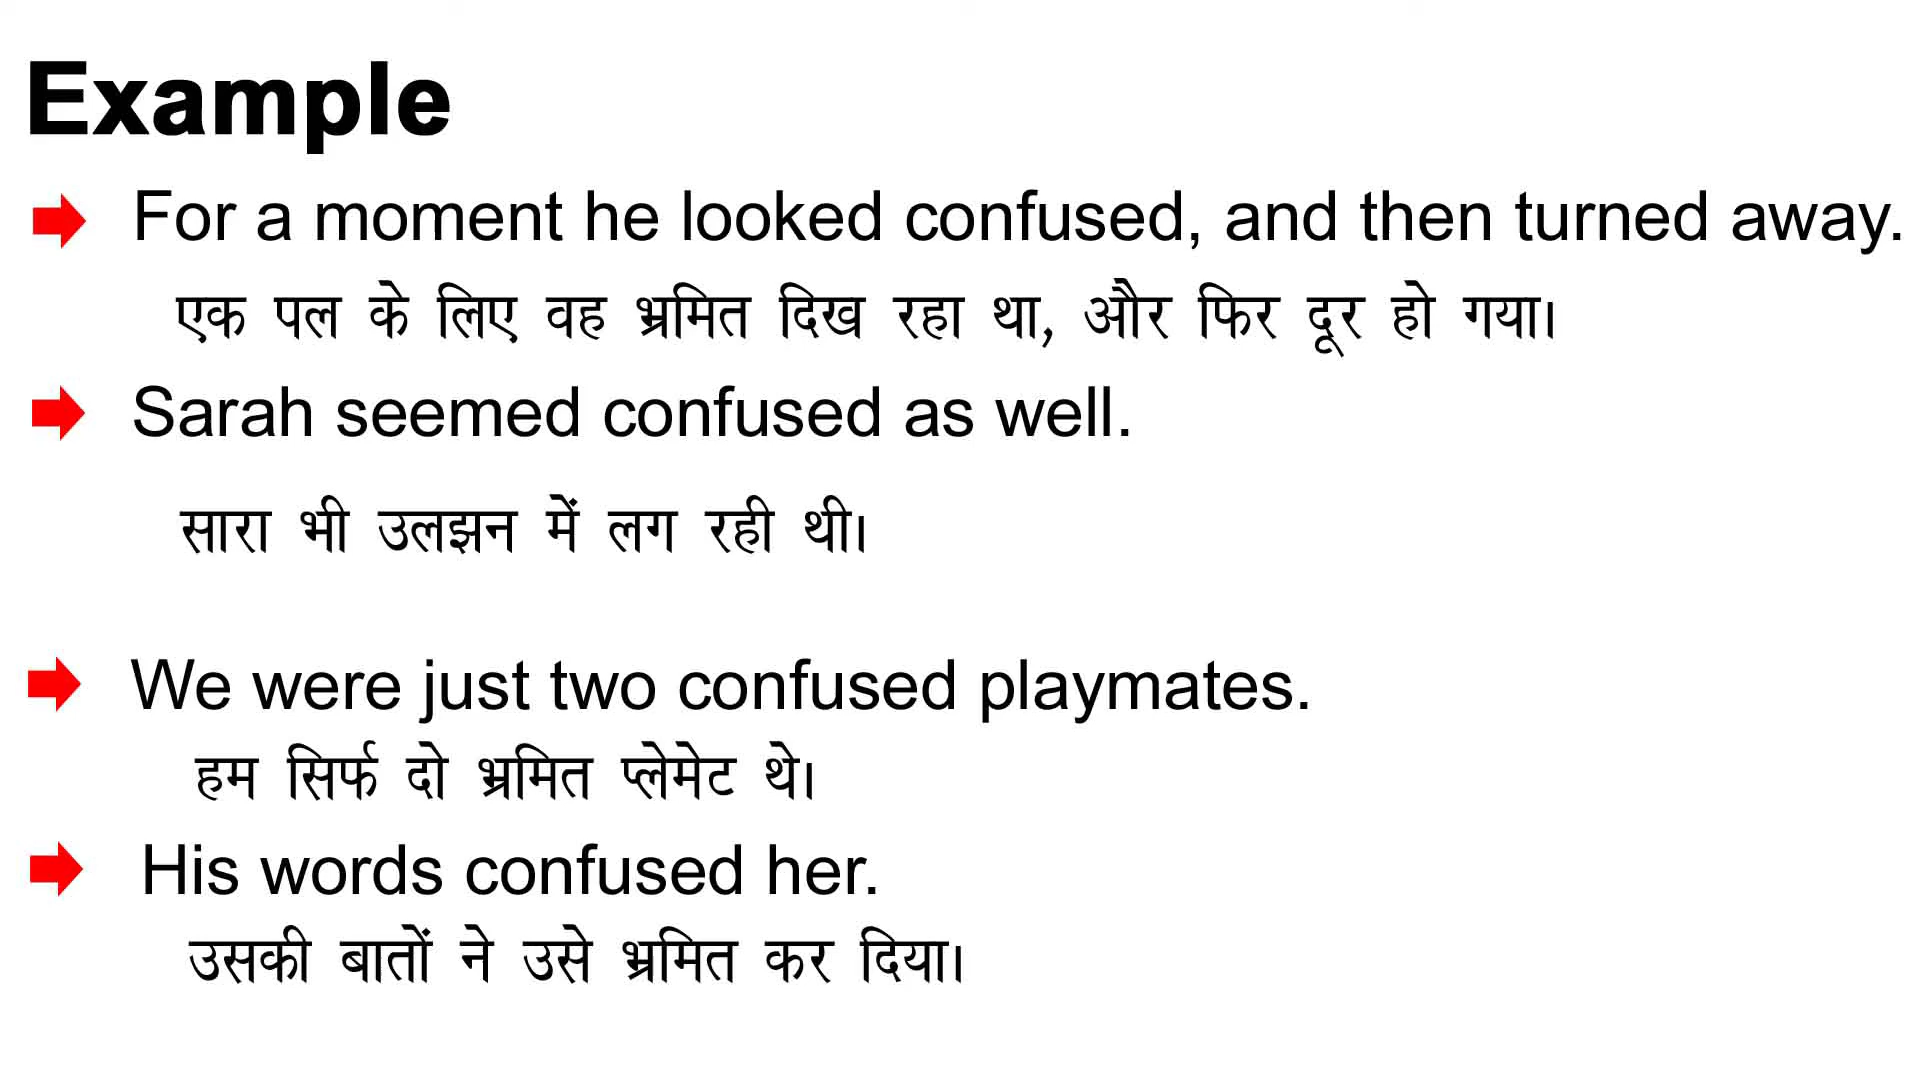 Example
For a moment he looked confused, and then turned away.
एक पल के लिए वह भ्रमित दिख रहा था, और फिर दूर हो गया।
Sarah seemed confused as well.
सारा भी उलझन में लग रही थी।
We were just two confused playmates.
हम सिर्फ दो भ्रमित प्लेमेट थे।
His words confused her.
उसकी बातों ने उसे भ्रमित कर दिया।